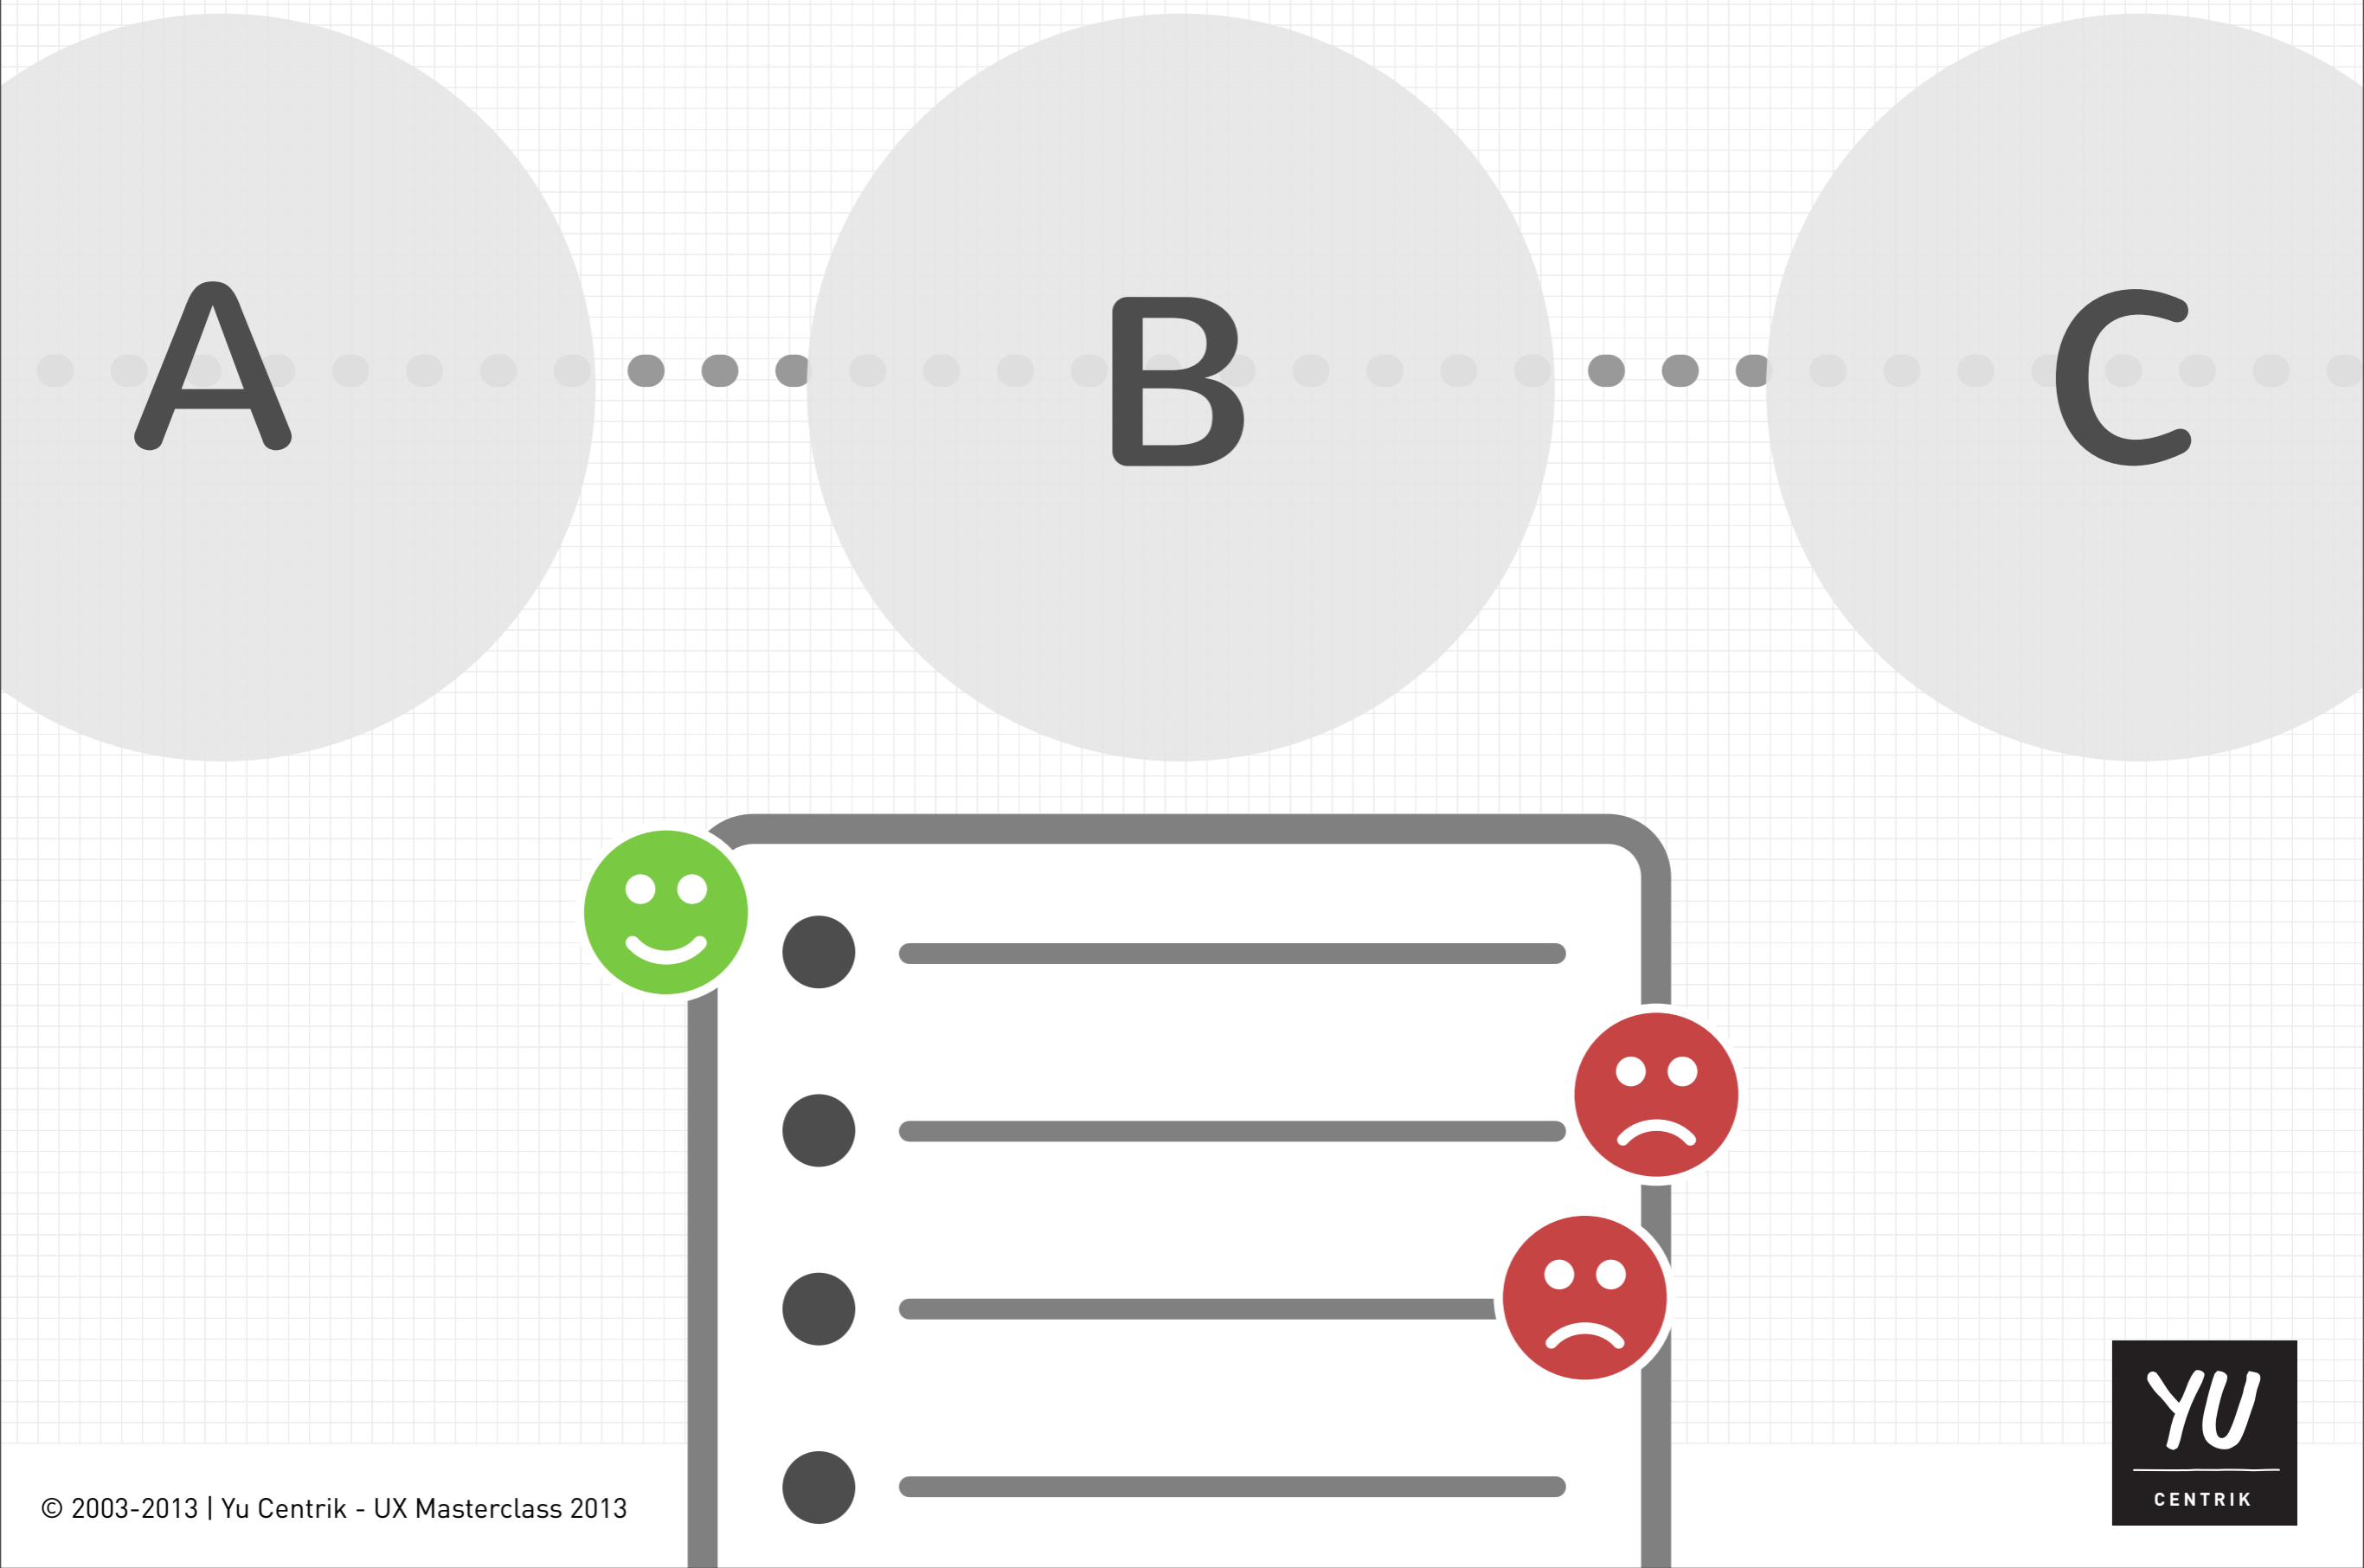 A
B
C
© 2003-2013 | Yu Centrik - UX Masterclass 2013
YU
CENTRIK